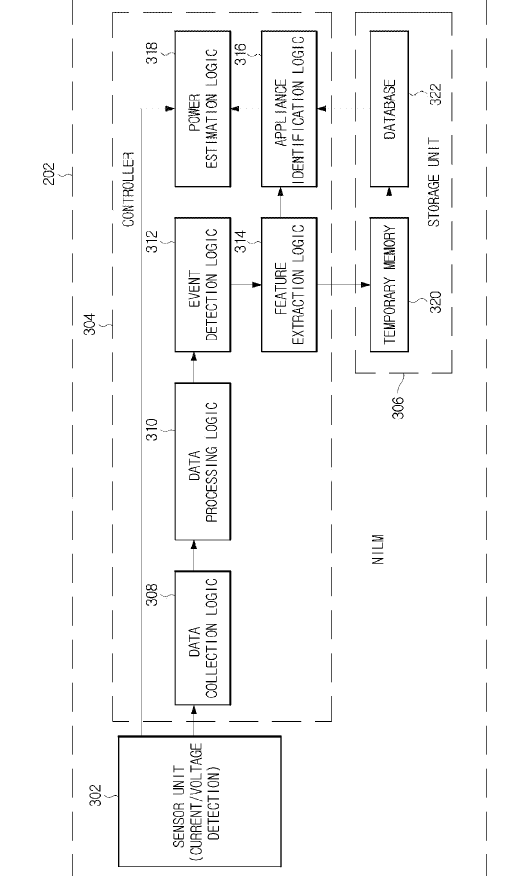 202
304
CONTROLLER
302
SENSOR UNIT
(CURRENT/VOLTAGE
DETECTION)
308
DATA
COLLECTION LOGIC
310
DATA
PROCESSING LOGIC
312
EVENT
DETECTION LOGIC
318
POWER
ESTIMATION LOGIC
314
FEATURE
EXTRACTION LOGIC
316
APPLIANCE
IDENTIFICATION LOGIC
306
TEMPORARY MEMORY
320
DATABASE
322
STORAGE UNIT
NILM